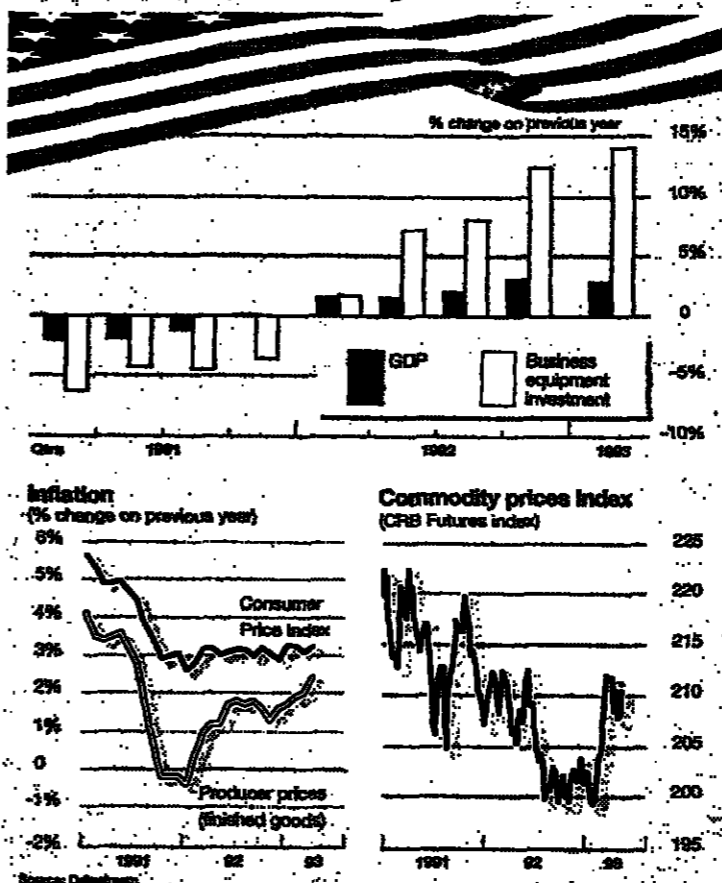 % change on previous year
15%
10%
5%
0
-5%
-10%
GDP
Business
equipment
investment
Qtrs
1991
1992
1993
Inflation
(% change on previous year)
6%
5%
4%
3%
2%
1%
0
-1%
-2%
Consumer
Price Index
Producer prices
(finished goods)
1991
92
93
Commodity prices index
(CRB Futures index)
225
220
215
210
205
200
195
1991
92
93
Source: Datastream